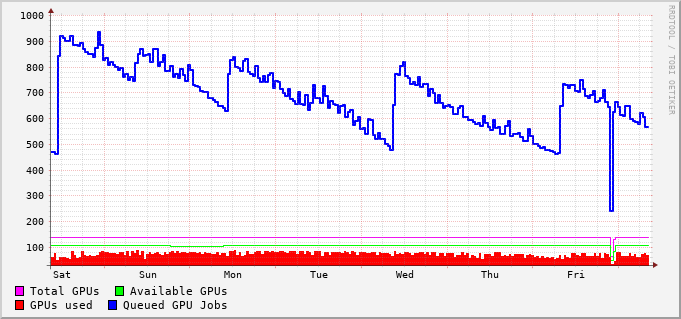 1000
900
800
700
600
500
400
300
200
100
Sat Sun Mon Tue Wed Thu Fri
Total GPUs Available GPUs
GPUs used Queued GPU Jobs
RRDTOOL / TOBI OETIKER